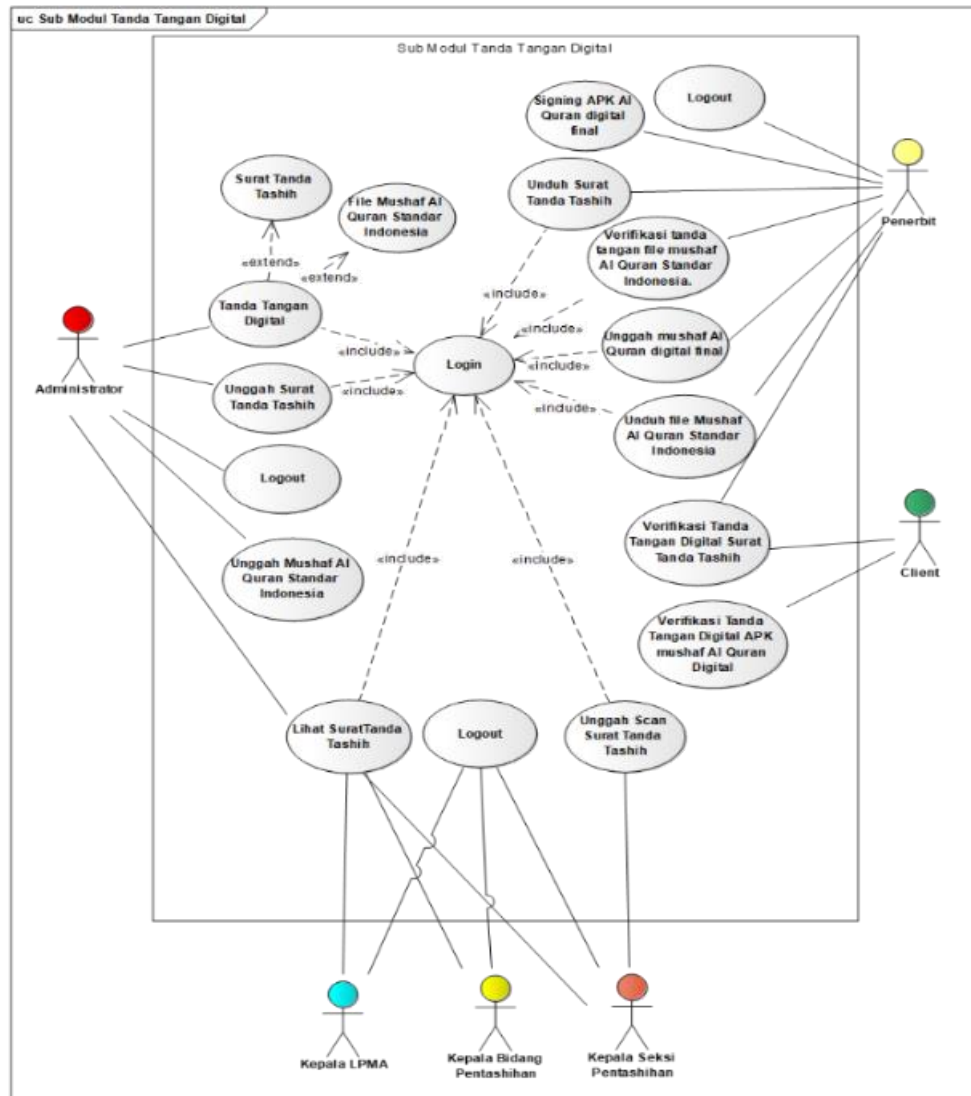 uc Sub Modul Tanda Tangan Digital
Sub Modul Tanda Tangan Digital
Signing APK Al
Quran digital
final
Logout
Surat Tanda
Tashih
File Mushaf Al
Quran Standar
Indonesia
Unduh Surat
Tanda Tashih
Penerbit
Verifikasi tanda
tangan file mushaf
Al Quran Standar
Indonesia.
«extend»
«extend»
«include»
Tanda Tangan
Digital
«include»
Unggah mushaf Al
Quran digital final
«include»
«include»
Login
Administrator
Unggah Surat
Tanda Tashih
«include»
«include»
Unduh file Mushaf
Al Quran Standar
Indonesia
Logout
Verifikasi Tanda
Tangan Digital Surat
Tanda Tashih
Client
«include»
«include»
Unggah Mushaf Al
Quran Standar
Indonesia
Verifikasi Tanda
Tangan Digital APK
mushaf Al Quran
Digital
Lihat SuratTanda
Tashih
Logout
Unggah Scan
Surat Tanda
Tashih
Kepala LPMA
Kepala Bidang
Pentashihan
Kepala Seksi
Pentashihan